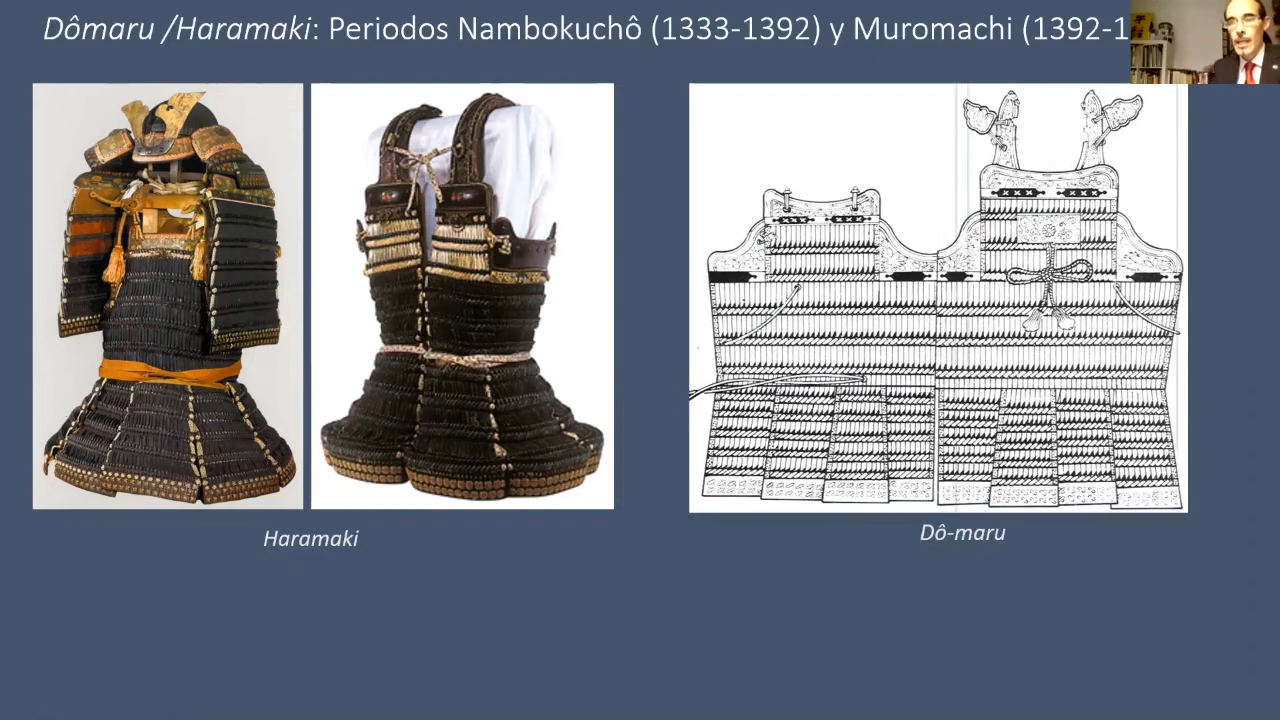 Dômaru /Haramaki: Periodos Nambokuchô (1333-1392) y Muromachi (1392-1
Haramaki
Dô-maru